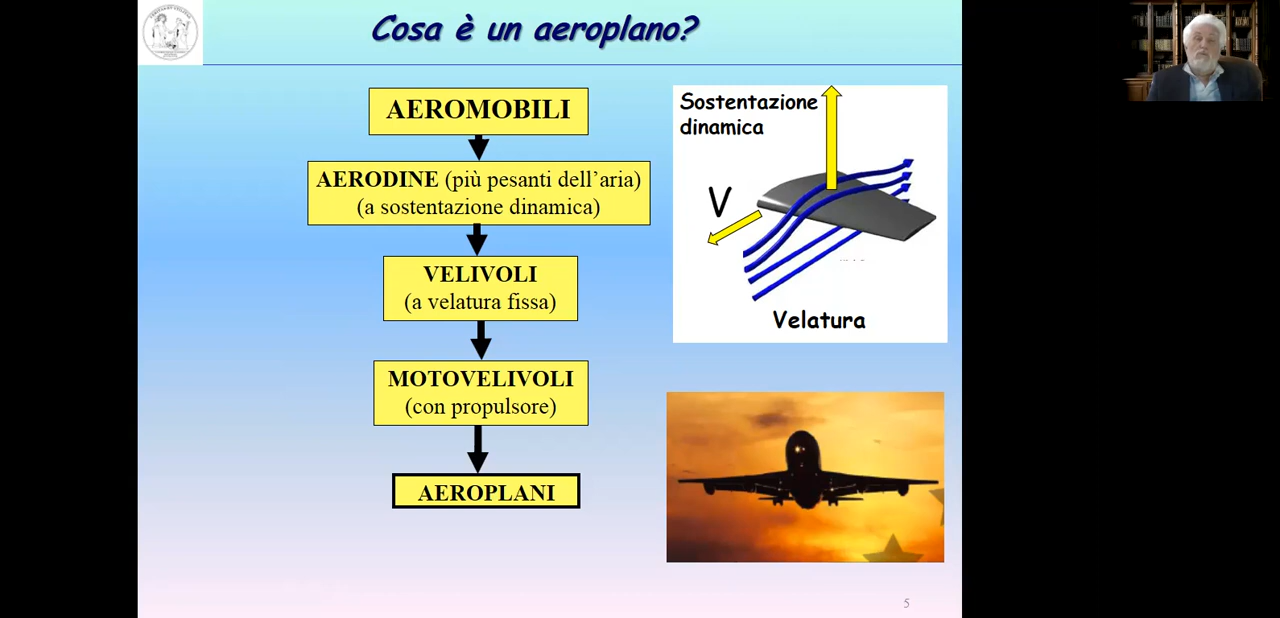 Cosa è un aeroplano?
AEROMOBILI
AERODINE (più pesanti dell'aria)
(a sostentazione dinamica)
VELIVOLI
(a velatura fissa)
MOTOVELIVOLI
(con propulsore)
AEROPLANI
Sostentazione
dinamica
V
Velatura
5